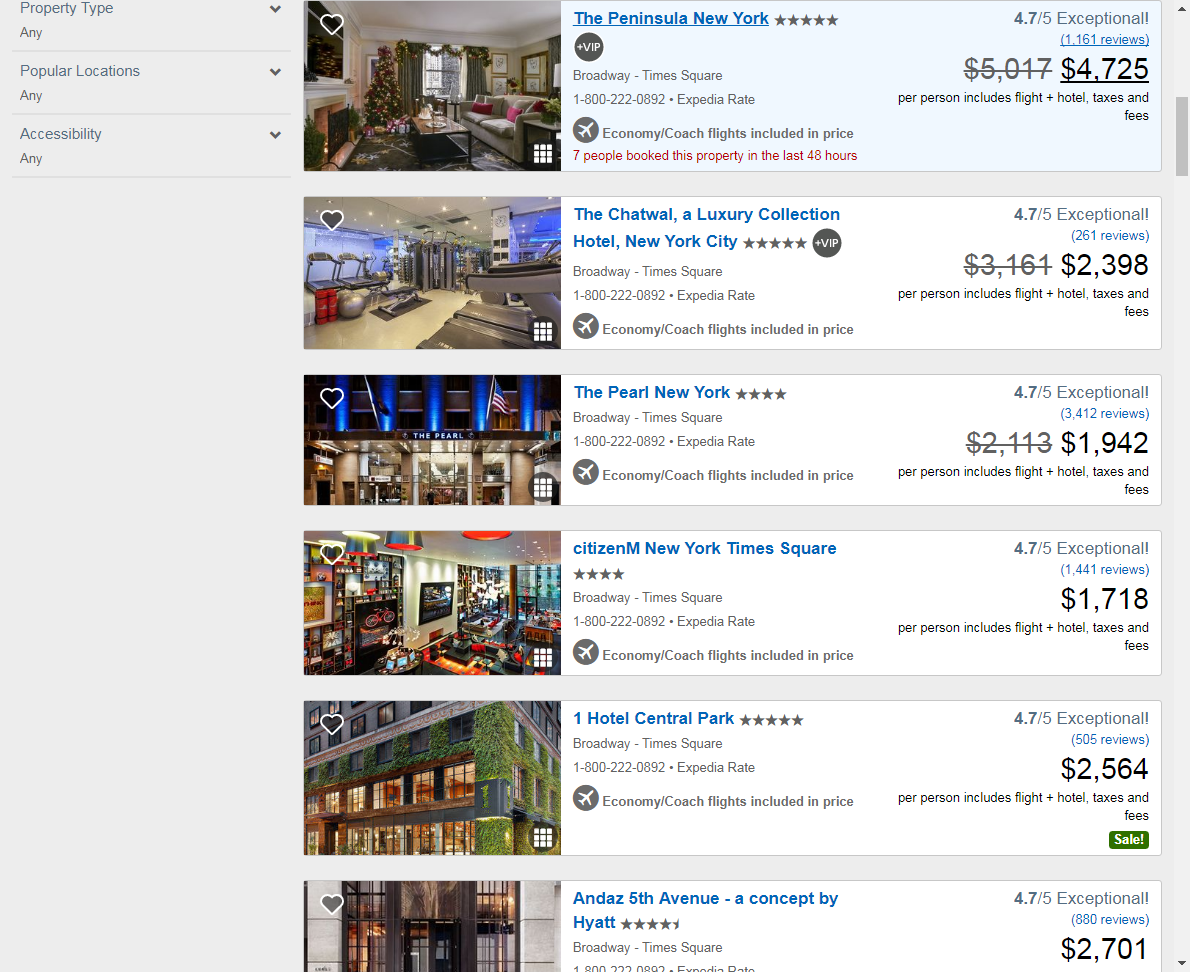 Property Type
Any
Popular Locations
Any
Accessibility
Any
The Peninsula New York
+VIP
Broadway - Times Square
1-800-222-0892 • Expedia Rate
Economy/Coach flights included in price
7 people booked this property in the last 48 hours
4.7/5 Exceptional!
(1,161 reviews)
$5,017 $4,725
per person includes flight + hotel, taxes and
fees
The Chatwal, a Luxury Collection
Hotel, New York City +VIP
Broadway - Times Square
1-800-222-0892 • Expedia Rate
Economy/Coach flights included in price
4.7/5 Exceptional!
(261 reviews)
$3,161 $2,398
per person includes flight + hotel, taxes and
fees
THE PEARL
The Pearl New York
Broadway - Times Square
1-800-222-0892 • Expedia Rate
Economy/Coach flights included in price
4.7/5 Exceptional!
(3,412 reviews)
$2,113 $1,942
per person includes flight + hotel, taxes and
fees
citizenM New York Times Square
Broadway - Times Square
1-800-222-0892 • Expedia Rate
Economy/Coach flights included in price
4.7/5 Exceptional!
(1,441 reviews)
$1,718
per person includes flight + hotel, taxes and
fees
1 Hotel Central Park
Broadway - Times Square
1-800-222-0892 • Expedia Rate
Economy/Coach flights included in price
4.7/5 Exceptional!
(505 reviews)
$2,564
per person includes flight + hotel, taxes and
fees
Sale!
Andaz 5th Avenue - a concept by
Hyatt
Broadway - Times Square
1-800-222-0892 • Expedia Rate
4.7/5 Exceptional!
(880 reviews)
$2,701